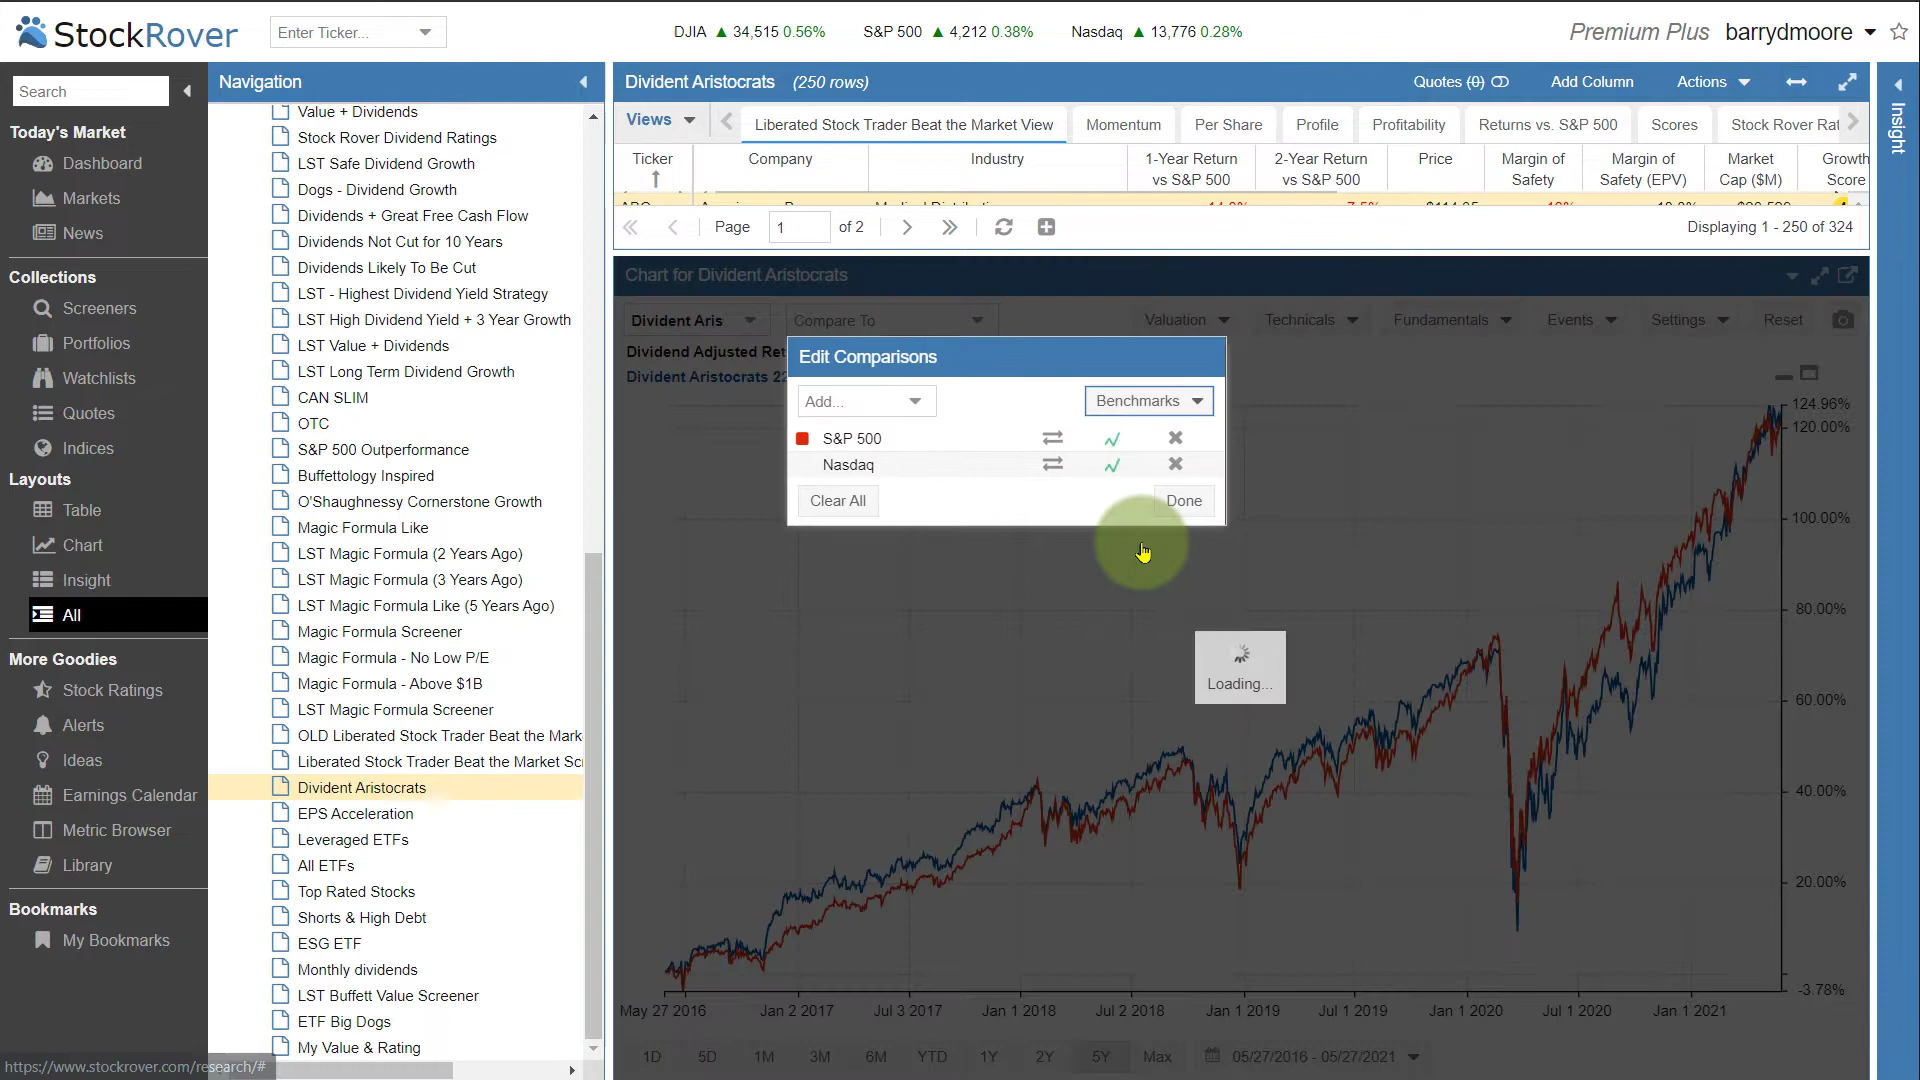 StockRover
Enter Ticker...
DJIA ▲ 34,515 0.56%
S&P 500 ▲ 4,212 0.38%
Nasdaq ▲ 13,776 0.28%
Premium Plus
barrydmoore
Search
Today's Market
Dashboard
Markets
News
Collections
Screeners
Portfolios
Watchlists
Quotes
Indices
Layouts
Table
Chart
Insight
All
More Goodies
Stock Ratings
Alerts
Ideas
Earnings Calendar
Metric Browser
Library
Bookmarks
My Bookmarks
https://www.stockrover.com/research/#
Navigation
Value + Dividends
Stock Rover Dividend Ratings
LST Safe Dividend Growth
Dogs - Dividend Growth
Dividends + Great Free Cash Flow
Dividends Not Cut for 10 Years
Dividends Likely To Be Cut
LST - Highest Dividend Yield Strategy
LST High Dividend Yield + 3 Year Growth
LST Value + Dividends
LST Long Term Dividend Growth
CAN SLIM
OTC
S&P 500 Outperformance
Buffettology Inspired
O'Shaughnessy Cornerstone Growth
Magic Formula Like
LST Magic Formula (2 Years Ago)
LST Magic Formula (3 Years Ago)
LST Magic Formula Like (5 Years Ago)
Magic Formula Screener
Magic Formula - No Low P/E
Magic Formula - Above $1B
LST Magic Formula Screener
OLD Liberated Stock Trader Beat the Mark
Liberated Stock Trader Beat the Market Scr
Divident Aristocrats
EPS Acceleration
Leveraged ETFs
All ETFs
Top Rated Stocks
Shorts & High Debt
ESG ETF
Monthly dividends
LST Buffett Value Screener
ETF Big Dogs
My Value & Rating
Divident Aristocrats (250 rows)
Quotes (0)
Add Column
Actions
Views
Liberated Stock Trader Beat the Market View
Momentum
Per Share
Profile
Profitability
Returns vs. S&P 500
Scores
Stock Rover Rat
Ticker
Company
Industry
1-Year Return vs S&P 500
2-Year Return vs S&P 500
Price
Margin of Safety
Margin of Safety (EPV)
Market Cap ($M)
Growth Score
Page 1 of 2
Displaying 1 - 250 of 324
Insight
Chart for Divident Aristocrats
Divident Aris
Compare To
Valuation
Technicals
Fundamentals
Events
Settings
Reset
Dividend Adjusted Ret
Divident Aristocrats 22
Edit Comparisons
Add...
Benchmarks
S&P 500
Nasdaq
Clear All
Done
Loading...
124.96%
120.00%
100.00%
80.00%
60.00%
40.00%
20.00%
-3.78%
May 27 2016
Jan 2 2017
Jul 3 2017
Jan 1 2018
Jul 2 2018
Jan 1 2019
Jul 1 2019
Jan 1 2020
Jul 1 2020
Jan 1 2021
1D
5D
1M
3M
6M
YTD
1Y
2Y
5Y
Max
05/27/2016 - 05/27/2021